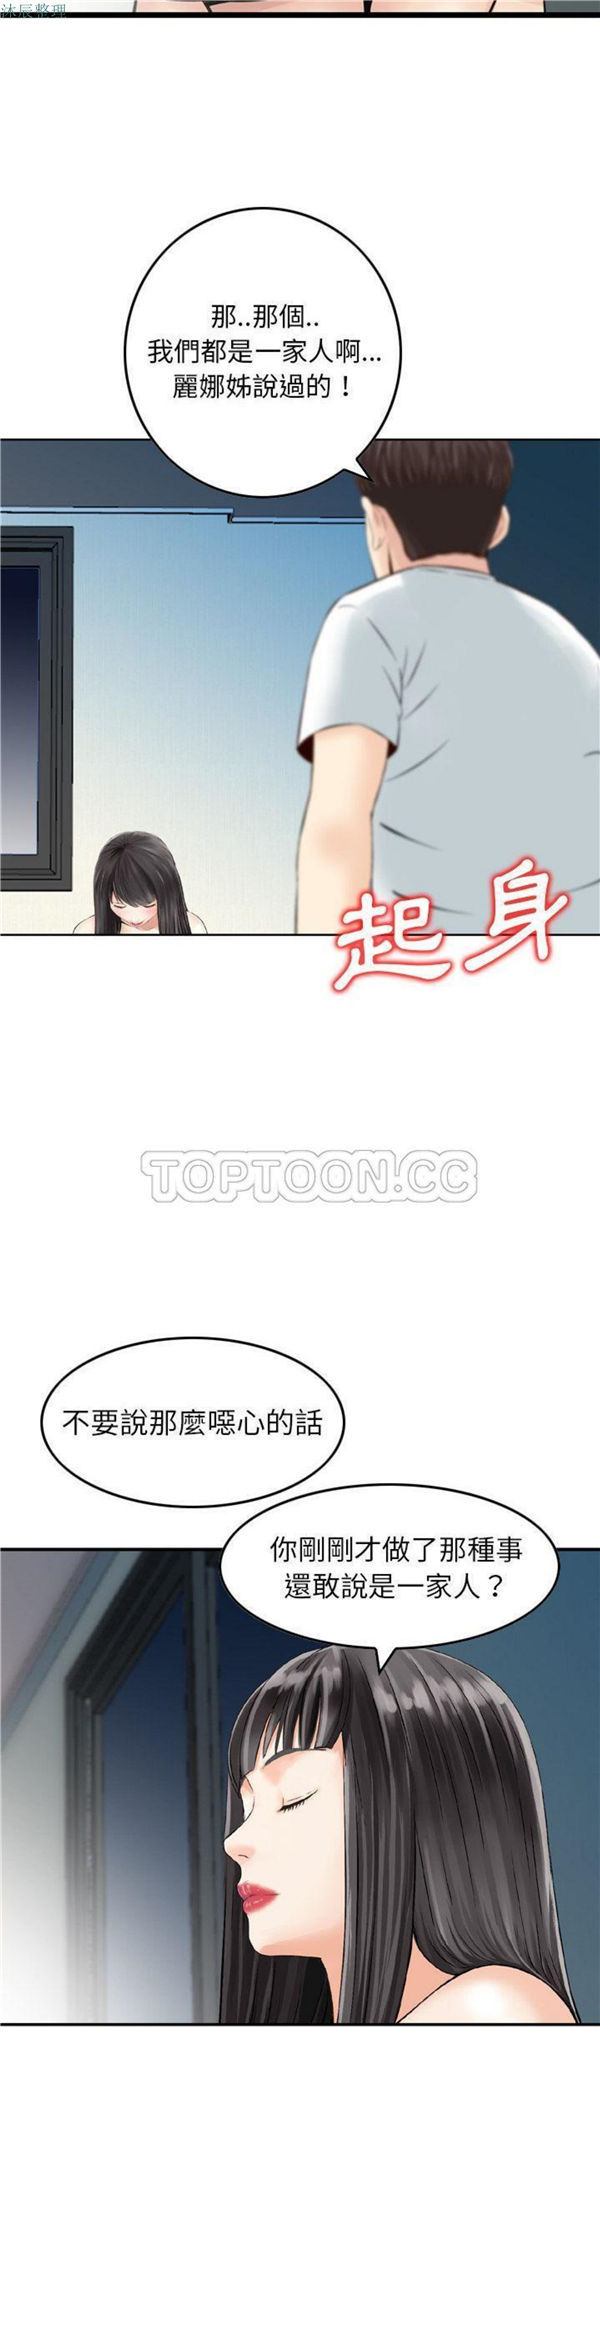 沐辰整理
那..那個..
我們都是一家人啊...
麗娜姊說過的！
起身
TOPTOON.CC
不要說那麼噁心的話
你剛剛才做了那種事
還敢說是一家人？